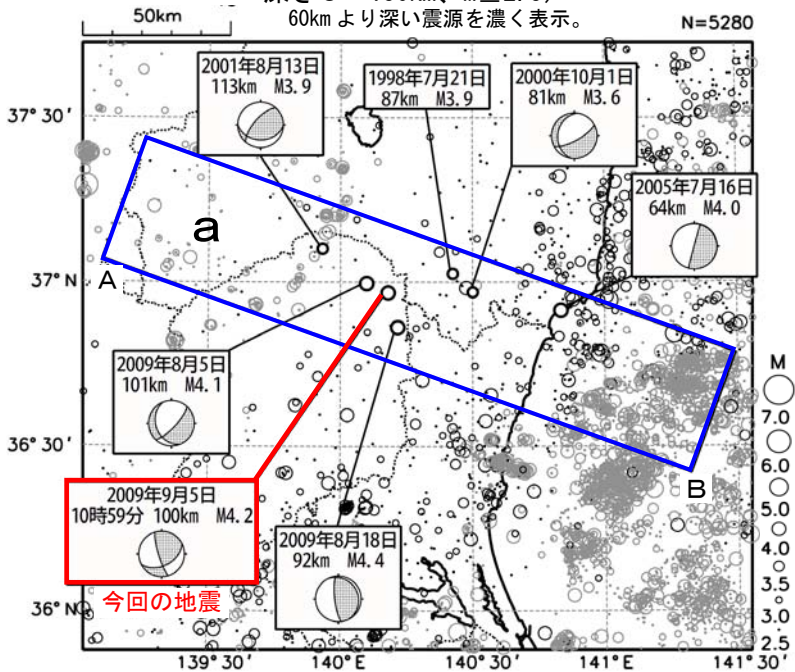 50km
60kmより深い震源を濃く表示。
N=5280
2001年8月13日
113km M3.9
1998年7月21日
87km M3.9
2000年10月1日
81km M3.6
2005年7月16日
64km M4.0
37°30'
a
37°N
A
2009年8月5日
101km M4.1
36°30'
B
2009年9月5日
10時59分 100km M4.2
今回の地震
2009年8月18日
92km M4.4
36°N
M
7.0
6.0
5.0
4.0
3.5
3.0
2.5
139°30'
140°E
140°30'
141°E
141°30'